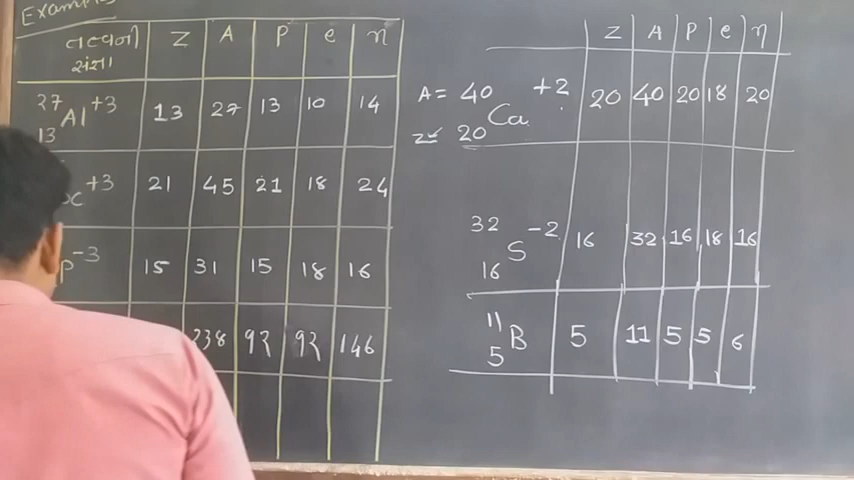 Example
તત્વની સંજ્ઞા Z A P e n
27 13 Al +3 13 27 13 10 14
Sc +3 21 45 21 18 24
P -3 15 31 15 18 16
238 92 92 146
Z A P e η
A = 40 Z = 20 Ca +2 20 40 20 18 20
32 16 S -2 16 32 16 18 16
11 5 B 5 11 5 5 6